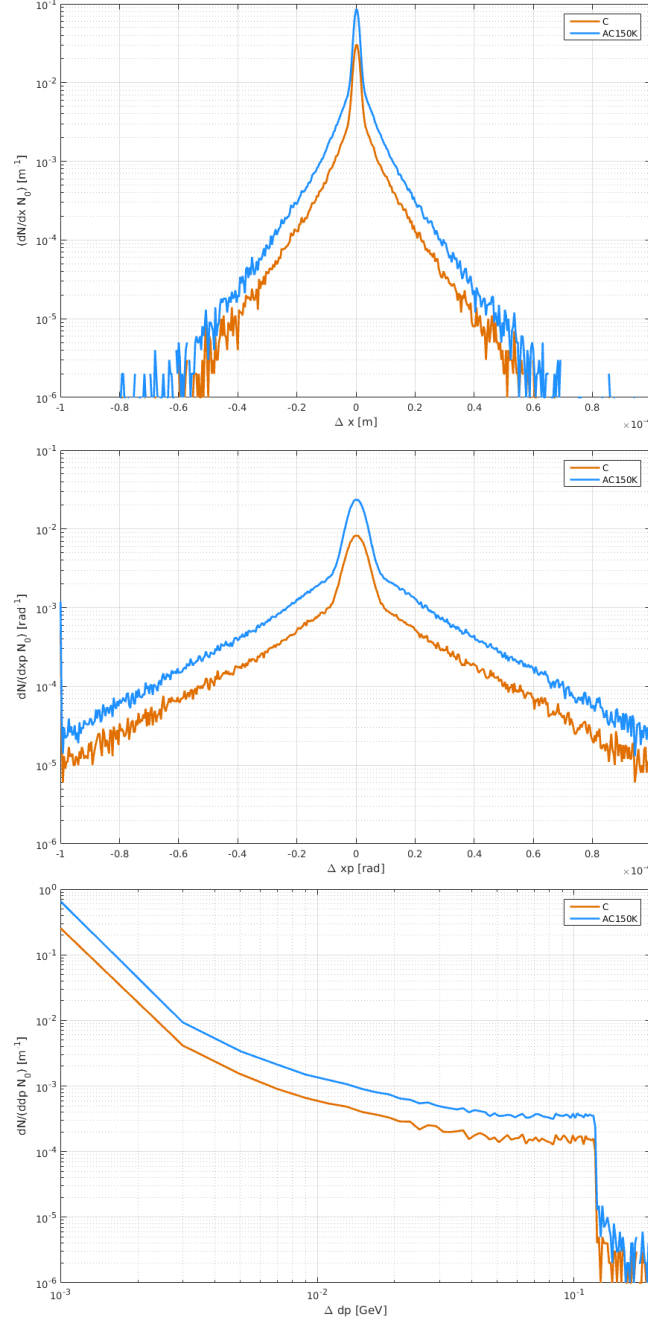 10^-1
C
AC150K
10^-2
10^-3
10^-4
10^-5
10^-6
(dN/dx N_0) [m^-1]
-1 -0.8 -0.6 -0.4 -0.2 0 0.2 0.4 0.6 0.8
Δ x [m]
10^-1
C
AC150K
10^-2
10^-3
10^-4
10^-5
10^-6
dN/(dxp N_0) [rad^-1]
-1 -0.8 -0.6 -0.4 -0.2 0 0.2 0.4 0.6 0.8
Δ xp [rad]
10^0
C
AC150K
10^-1
10^-2
10^-3
10^-4
10^-5
10^-6
dN/(ddp N_0) [m^-1]
10^-3 10^-2 10^-1
Δ dp [GeV]